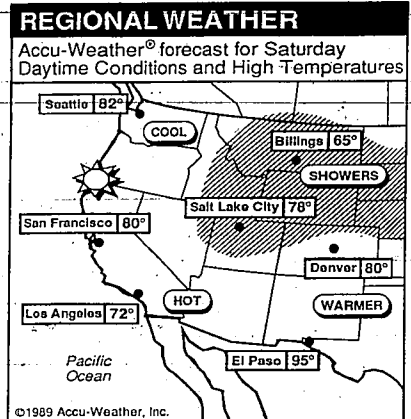 REGIONAL WEATHER
Accu-Weather® forecast for Saturday
Daytime Conditions and High Temperatures
Seattle 82°
COOL
Billings 65°
SHOWERS
Salt Lake City 78°
San Francisco 80°
Denver 80°
HOT
WARMER
Los Angeles 72°
El Paso 95°
Pacific
Ocean
©1989 Accu-Weather, Inc.